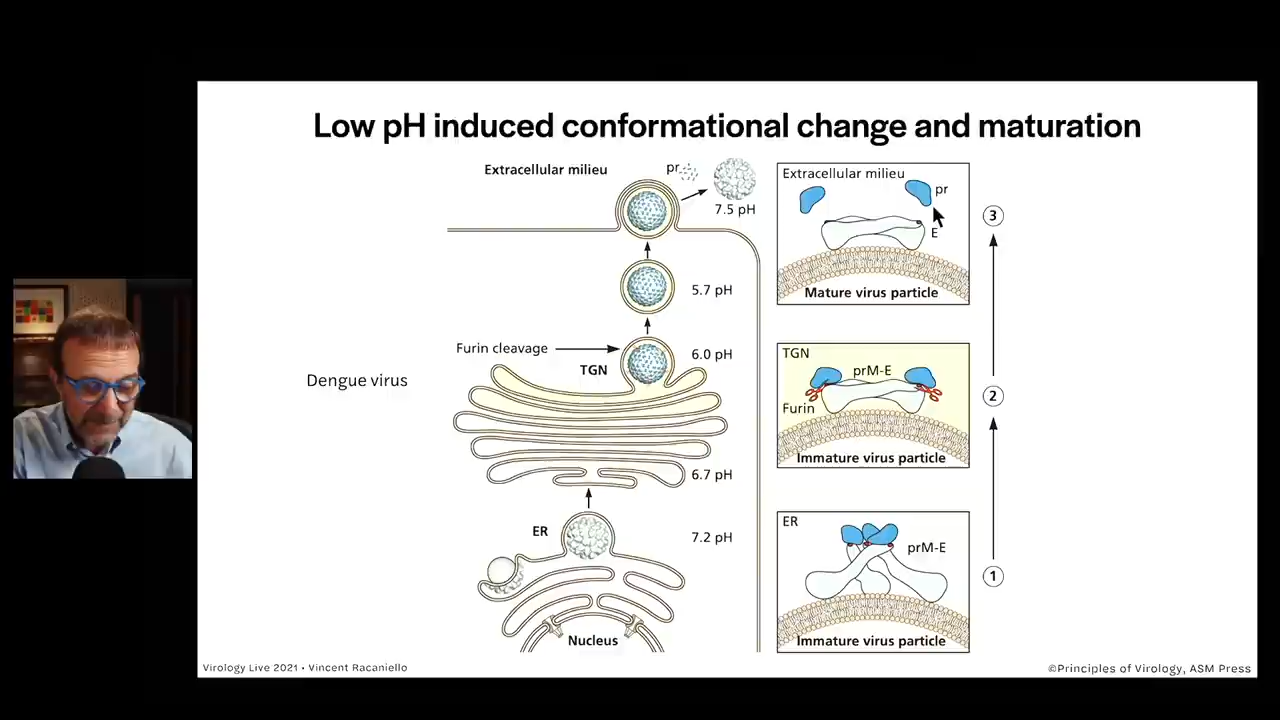 Low pH induced conformational change and maturation
Extracellular milieu
pr
7.5 pH
5.7 pH
Furin cleavage
TGN
6.0 pH
Dengue virus
6.7 pH
ER
7.2 pH
Nucleus
Extracellular milieu
pr
E
Mature virus particle
3
TGN
prM-E
Furin
Immature virus particle
2
ER
prM-E
Immature virus particle
1
Virology Live 2021 • Vincent Racaniello
©Principles of Virology, ASM Press